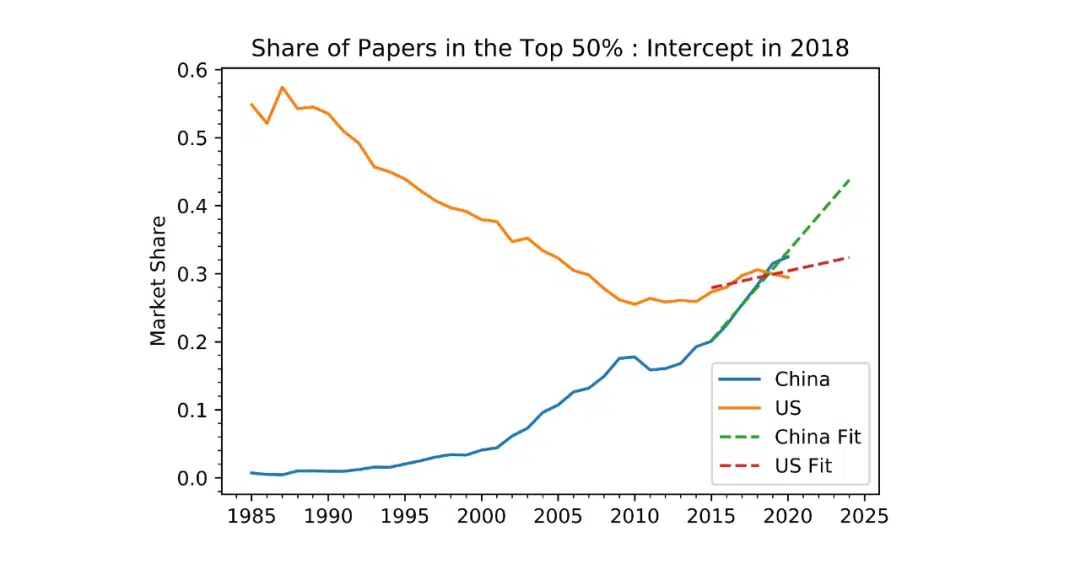 Share of Papers in the Top 50% : Intercept in 2018
0.6
0.5
0.4
0.3
0.2
0.1
0.0
Market Share
China
US
China Fit
US Fit
1985 1990 1995 2000 2005 2010 2015 2020 2025